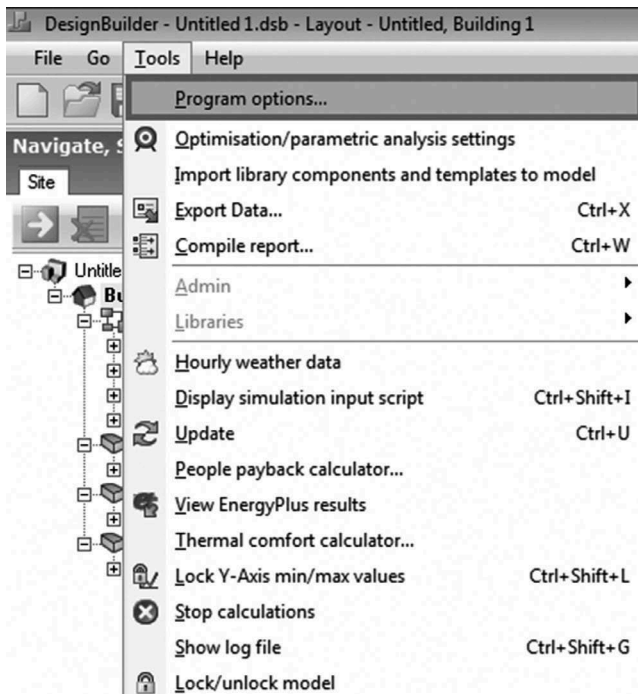 DesignBuilder - Untitled 1.dsb - Layout - Untitled, Building 1
File Go Tools Help
Program options...
Navigate,
Optimisation/parametric analysis settings
Site
Import library components and templates to model
Export Data... Ctrl+X
Compile report... Ctrl+W
Untitle
Admin
Bu
Libraries
Hourly weather data
Display simulation input script Ctrl+Shift+I
Update Ctrl+U
People payback calculator...
View EnergyPlus results
Thermal comfort calculator...
Lock Y-Axis min/max values Ctrl+Shift+L
Stop calculations
Show log file Ctrl+Shift+G
Lock/unlock model